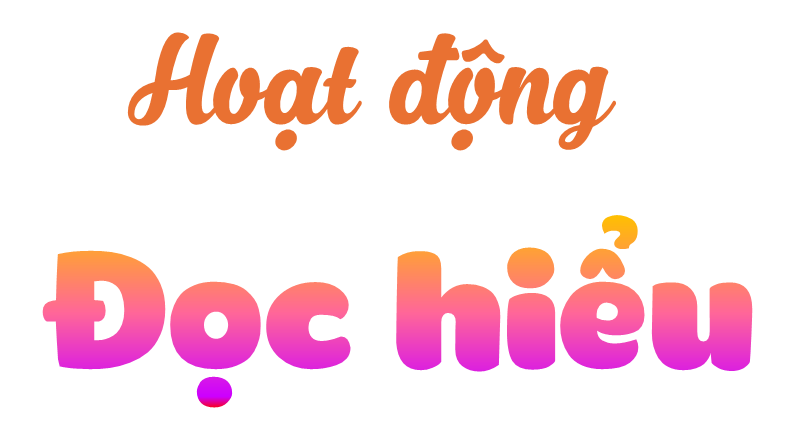 Hoạt động
Đọc hiểu